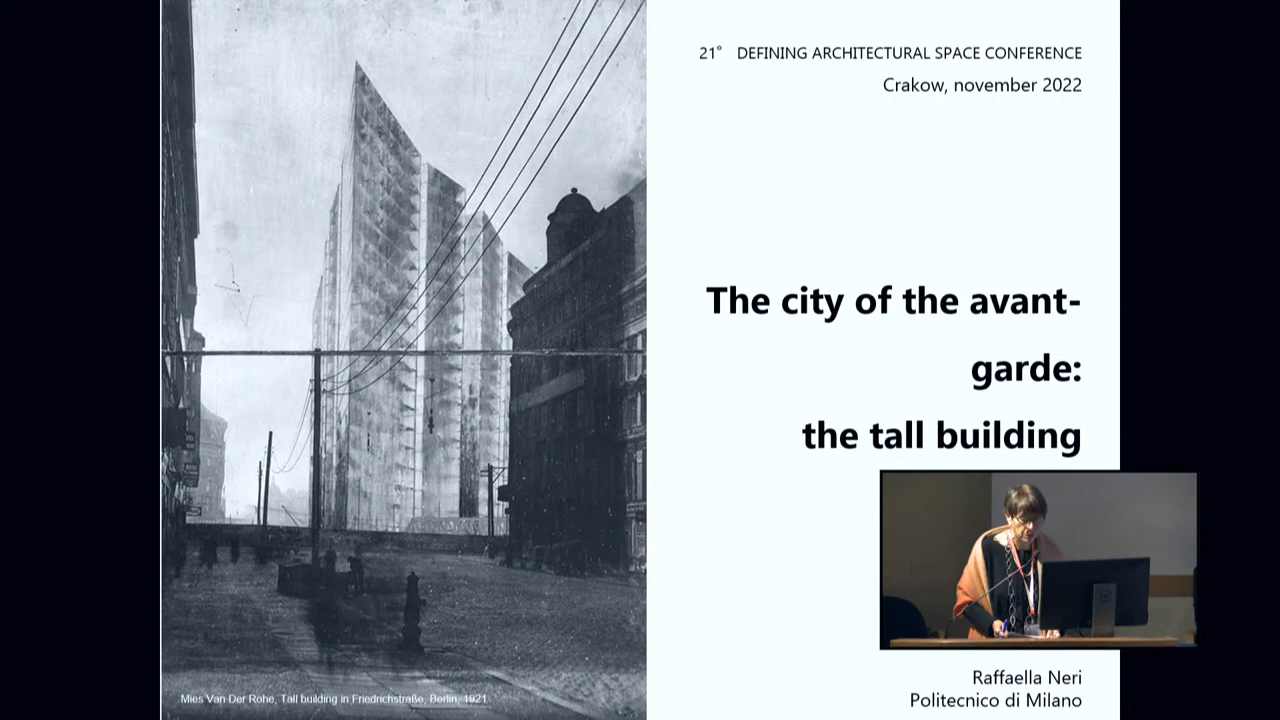 21° DEFINING ARCHITECTURAL SPACE CONFERENCE
Crakow, november 2022
The city of the avant-
garde:
the tall building
Raffaella Neri
Politecnico di Milano
Mies Van Der Rohe, Tall building in Friedrichstraße, Berlin, 1921